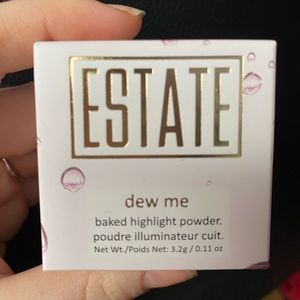 ESTATE
dew me
baked highlight powder.
poudre illuminateur cuit.
Net Wt./Poids Net: 3.2g / 0.11 oz